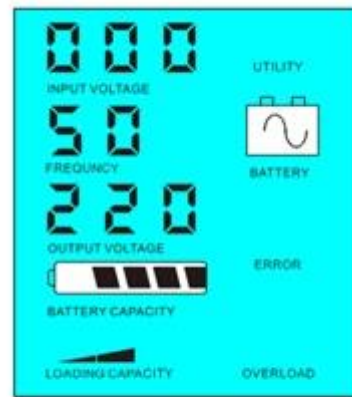 000
INPUT VOLTAGE
UTILITY
50
FREQUNCY
BATTERY
220
OUTPUT VOLTAGE
ERROR
BATTERY CAPACITY
LOADING CAPACITY
OVERLOAD